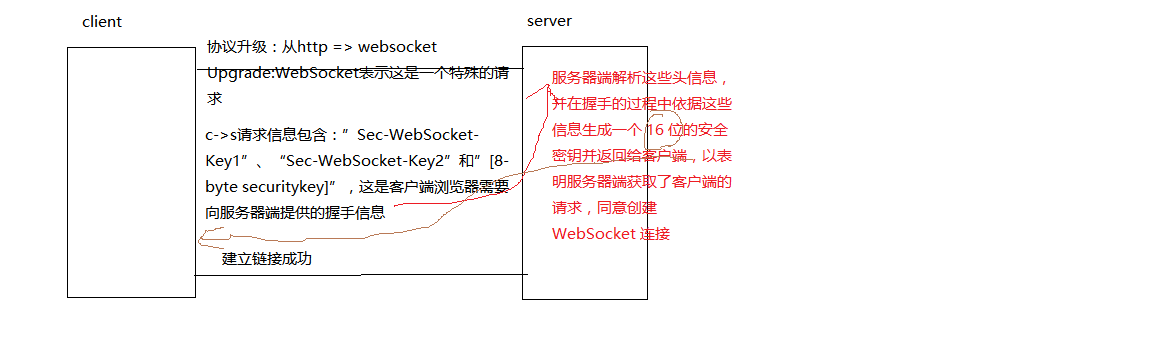 client
server
协议升级：从http => websocket
Upgrade:WebSocket表示这是一个特殊的请
求
c->s请求信息包含：”Sec-WebSocket-
Key1”、“Sec-WebSocket-Key2”和”[8-
byte securitykey]”，这是客户端浏览器需要
向服务器端提供的握手信息
建立链接成功
服务器端解析这些头信息，
并在握手的过程中依据这些
信息生成一个 16 位的安全
密钥并返回给客户端，以表
明服务器端获取了客户端的
请求，同意创建
WebSocket 连接